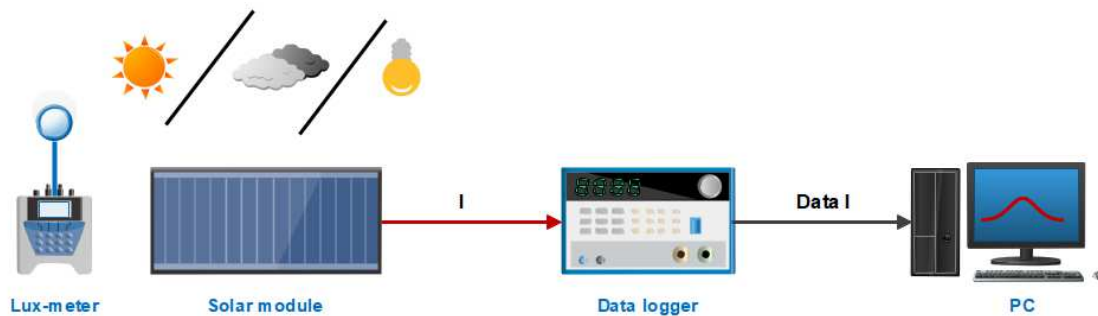 I
Data I
Lux-meter
Solar module
Data logger
PC